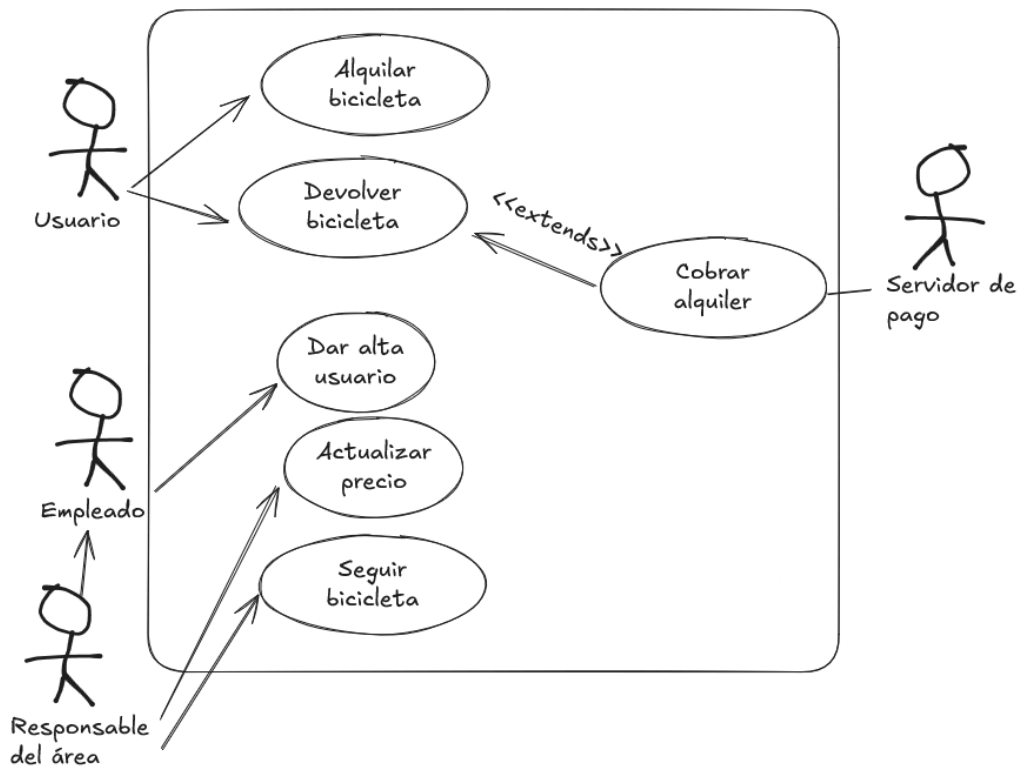 Alquilar
bicicleta
Usuario
Devolver
bicicleta
<<extends>>
Cobrar
alquiler
Servidor de
pago
Dar alta
usuario
Empleado
Actualizar
precio
Seguir
bicicleta
Responsable
del área